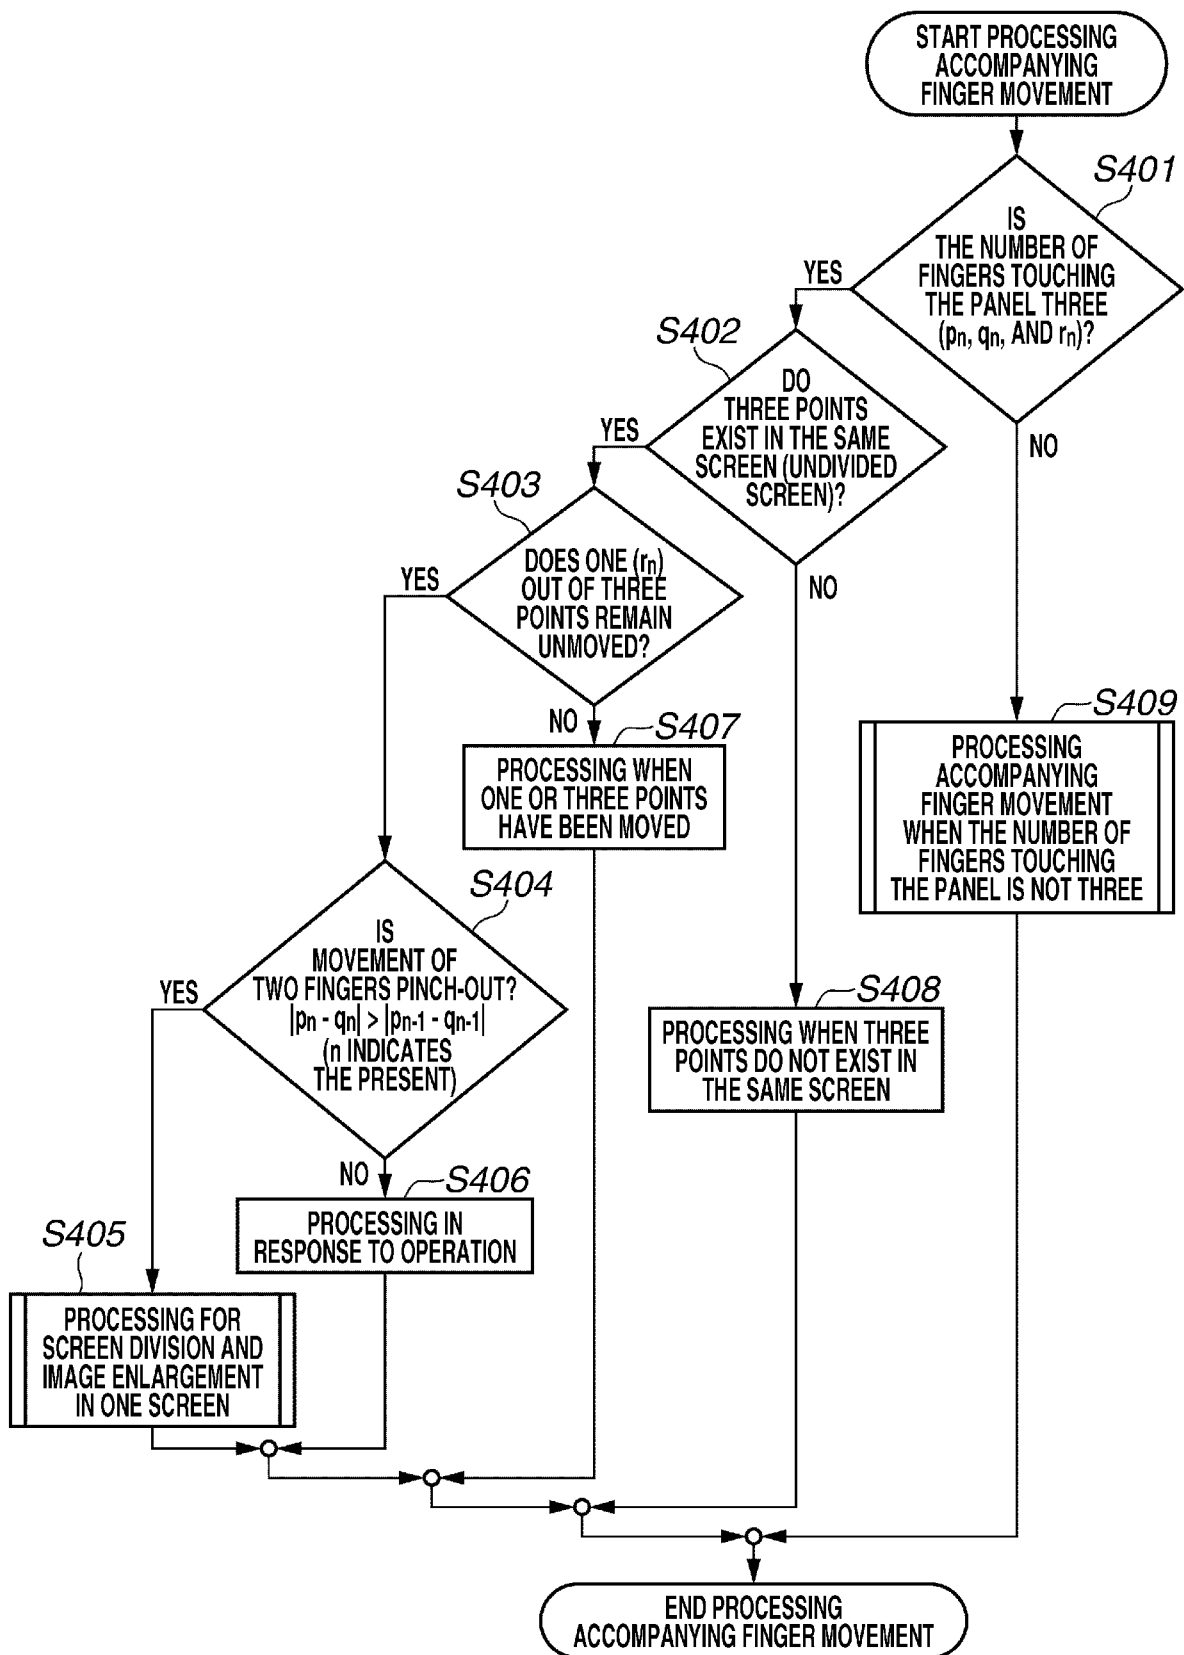 START PROCESSING
ACCOMPANYING
FINGER MOVEMENT
S401
IS
THE NUMBER OF
FINGERS TOUCHING
THE PANEL THREE
(pn, qn, AND rn)?
YES
NO
S402
DO
THREE POINTS
EXIST IN THE SAME
SCREEN (UNDIVIDED
SCREEN)?
YES
NO
S403
DOES ONE (rn)
OUT OF THREE
POINTS REMAIN
UNMOVED?
YES
NO
S407
PROCESSING WHEN
ONE OR THREE POINTS
HAVE BEEN MOVED
S409
PROCESSING
ACCOMPANYING
FINGER MOVEMENT
WHEN THE NUMBER OF
FINGERS TOUCHING
THE PANEL IS NOT THREE
S404
IS
MOVEMENT OF
TWO FINGERS PINCH-OUT?
|pn - qn| > |pn-1 - qn-1|
(n INDICATES
THE PRESENT)
YES
NO
S408
PROCESSING WHEN THREE
POINTS DO NOT EXIST IN
THE SAME SCREEN
S406
PROCESSING IN
RESPONSE TO OPERATION
S405
PROCESSING FOR
SCREEN DIVISION AND
IMAGE ENLARGEMENT
IN ONE SCREEN
END PROCESSING
ACCOMPANYING FINGER MOVEMENT